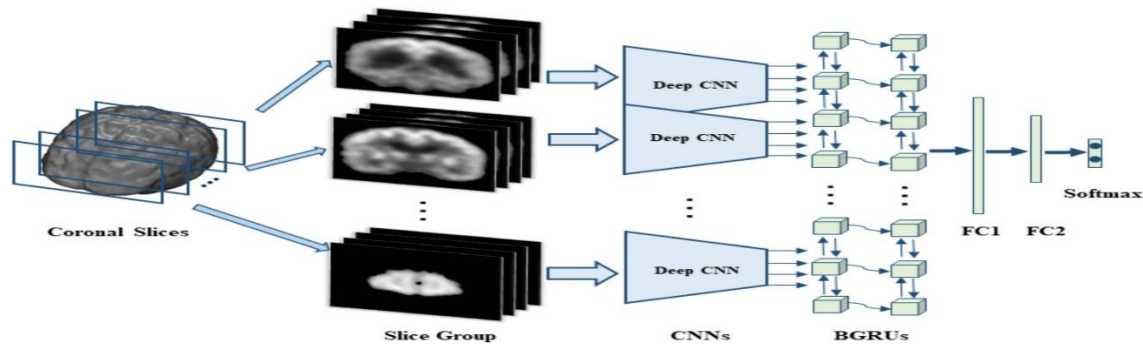 Deep CNN
Deep CNN
Softmax
Coronal Slices
FC1
FC2
Deep CNN
Slice Group
CNNs
BGRUs